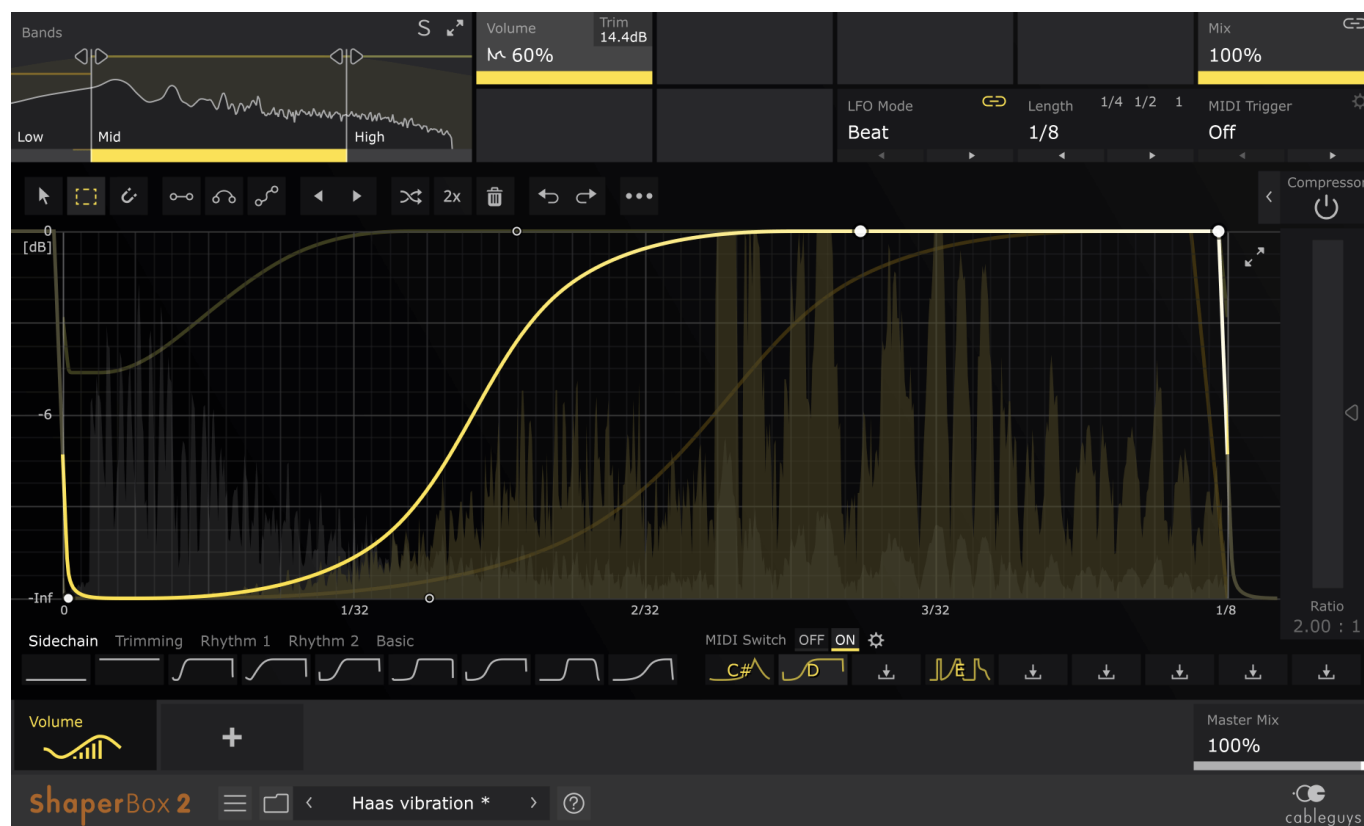 Bands
S
Volume
Trim
14.4dB
60%
Mix
100%
Low
Mid
High
LFO Mode
Beat
Length
1/4 1/2 1
1/8
MIDI Trigger
Off
2x
Compressor
0
[dB]
-6
-Inf
0
1/32
2/32
3/32
1/8
Ratio
2.00 : 1
Sidechain Trimming Rhythm 1 Rhythm 2 Basic
MIDI Switch OFF ON
C#
D
E
Volume
Master Mix
100%
ShaperBox 2
Haas vibration *
?
cableguys